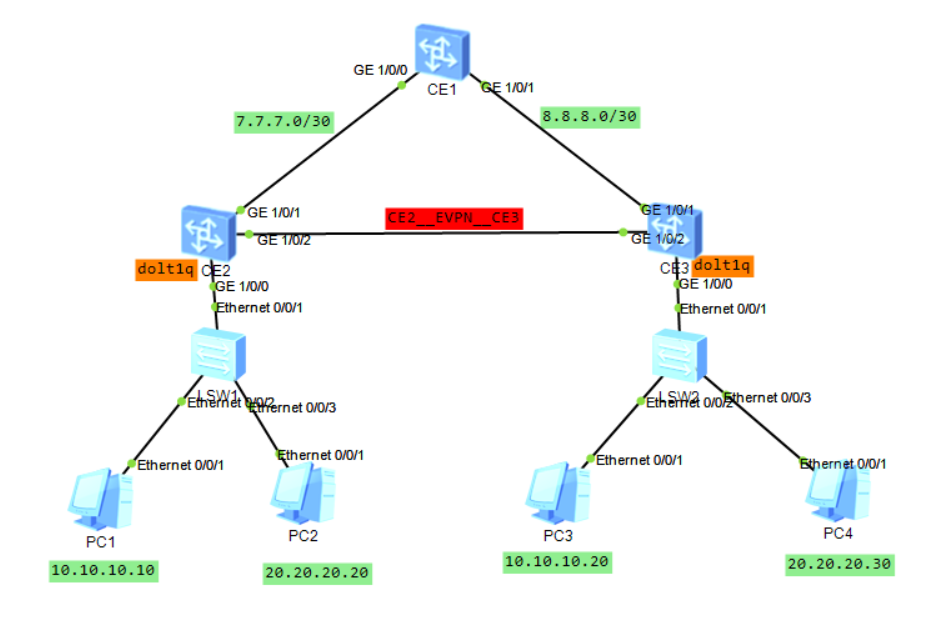 GE 1/0/0
CE1
GE 1/0/1
7.7.7.0/30
8.8.8.0/30
GE 1/0/1
CE2__EVPN__CE3
GE 1/0/1
GE 1/0/2
GE 1/0/2
dolt1q
CE2
CE3
dolt1q
GE 1/0/0
GE 1/0/0
Ethernet 0/0/1
Ethernet 0/0/1
LSW1
LSW2
Ethernet 0/0/2
Ethernet 0/0/3
Ethernet 0/0/2
Ethernet 0/0/3
Ethernet 0/0/1
Ethernet 0/0/1
Ethernet 0/0/1
Ethernet 0/0/1
PC1
PC2
PC3
PC4
10.10.10.10
20.20.20.20
10.10.10.20
20.20.20.30